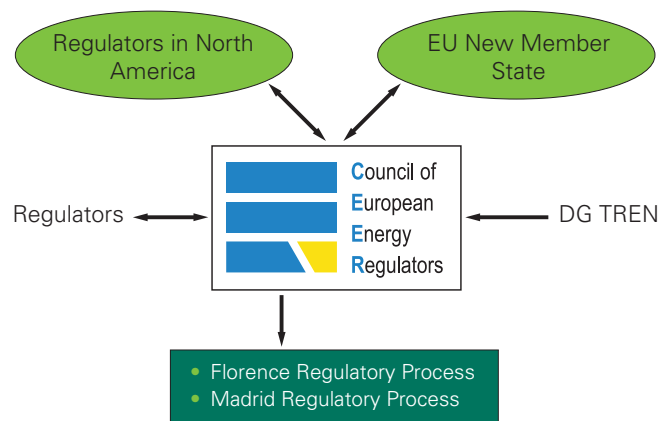 Regulators in North
America
EU New Member
State
Regulators
Council of
European
Energy
Regulators
DG TREN
• Florence Regulatory Process
• Madrid Regulatory Process